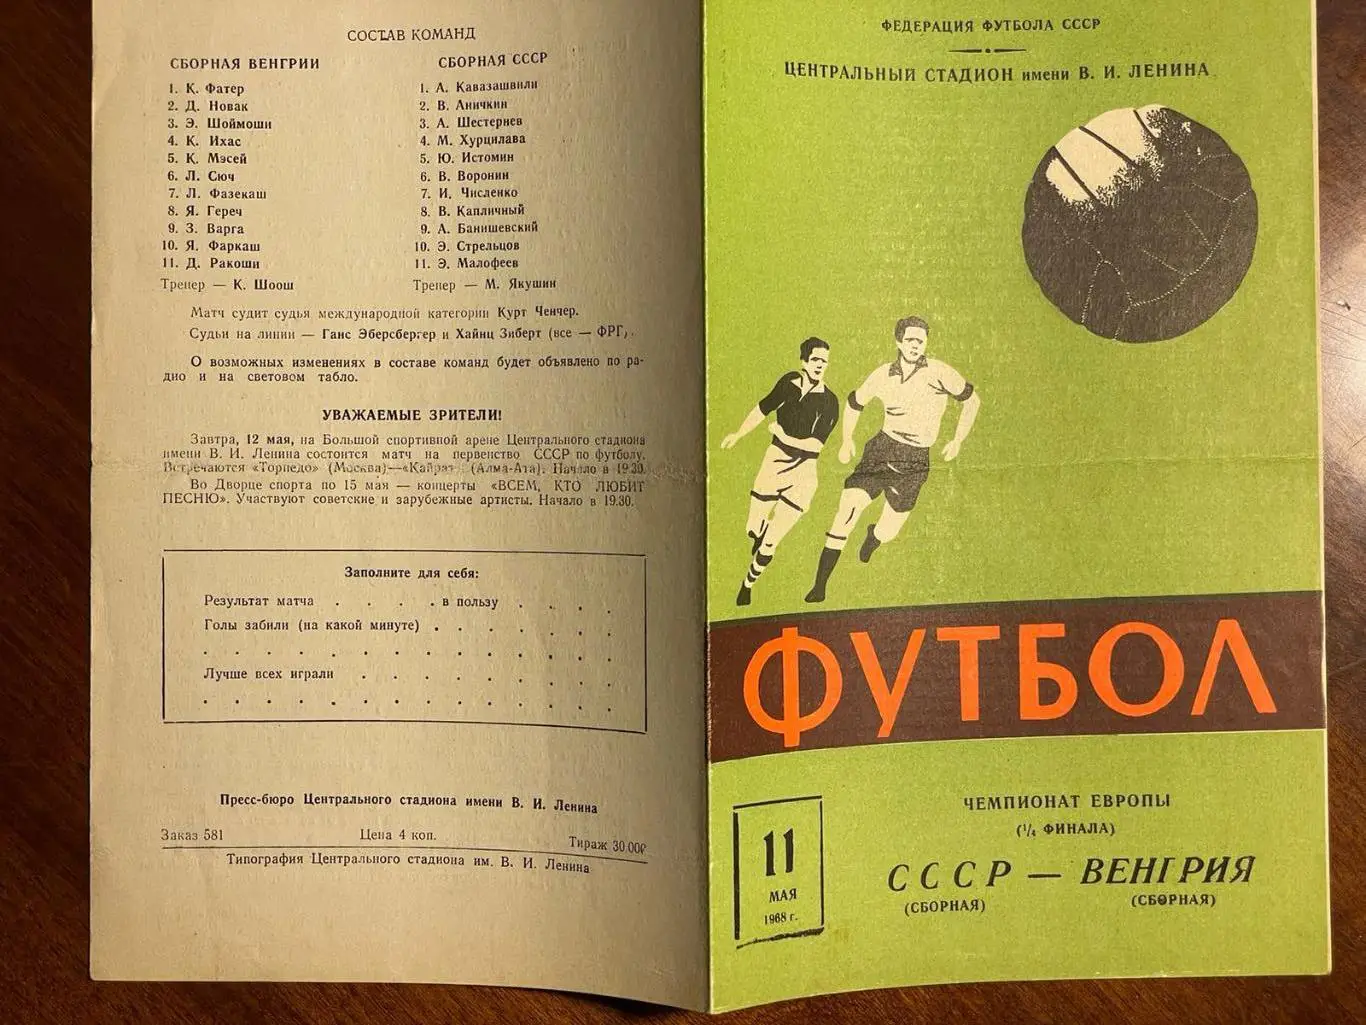 СОСТАВ КОМАНД
СБОРНАЯ ВЕНГРИИ
1. К. Фатер
2. Д. Новак
3. Э. Шоймоши
4. К. Ихас
5. К. Мэсей
6. Л. Сюч
7. Л. Фазекаш
8. Я. Гереч
9. З. Варга
10. Я. Фаркаш
11. Д. Ракоши
Тренер — К. Шоош
СБОРНАЯ СССР
1. А. Кавазашвили
2. В. Аничкин
3. А. Шестернев
4. М. Хурцилава
5. Ю. Истомин
6. В. Воронин
7. И. Численко
8. В. Капличный
9. А. Банишевский
10. Э. Стрельцов
11. Э. Малофеев
Тренер — М. Якушин
Матч судит судья международной категории Курт Ченчер.
Судьи на линии — Ганс Эберсбергер и Хайнц Зиберт (все — ФРГ).
О возможных изменениях в составе команд будет объявлено по ра-
дио и на световом табло.
УВАЖАЕМЫЕ ЗРИТЕЛИ!
Завтра, 12 мая, на Большой спортивной арене Центрального стадиона
имени В. И. Ленина состоится матч на первенство СССР по футболу.
Встречаются «Торпедо» (Москва)—«Кайрат» (Алма-Ата). Начало в 19.30.
Во Дворце спорта по 15 мая — концерты «ВСЕМ, КТО ЛЮБИТ
ПЕСНЮ». Участвуют советские и зарубежные артисты. Начало в 19.30.
Заполните для себя:
Результат матча . . . . в пользу . . . .
Голы забили (на какой минуте) . . . . . . .
. . . . . . . . . . . . . . .
Лучше всех играли . . . . . . . . . .
. . . . . . . . . . . . . . .
Пресс-бюро Центрального стадиона имени В. И. Ленина
Заказ 581 Цена 4 коп. Тираж 30.000
Типография Центрального стадиона им. В. И. Ленина
ФЕДЕРАЦИЯ ФУТБОЛА СССР
ЦЕНТРАЛЬНЫЙ СТАДИОН имени В. И. ЛЕНИНА
ФУТБОЛ
11
МАЯ
1968 г.
ЧЕМПИОНАТ ЕВРОПЫ
(¼ ФИНАЛА)
СССР — ВЕНГРИЯ
(СБОРНАЯ) (СБОРНАЯ)